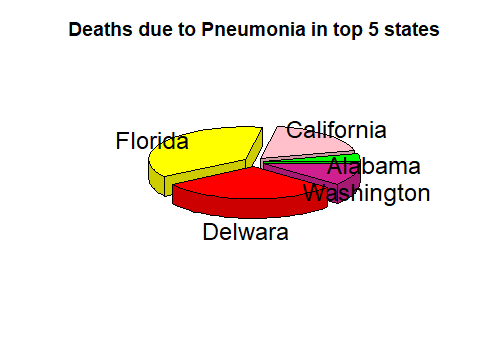 Deaths due to Pneumonia in top 5 states
California
Florida
Alabama
Washington
Delwara